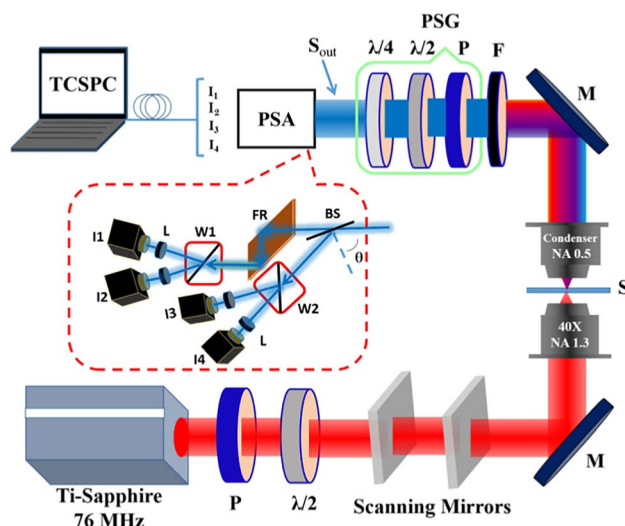 PSG
TCSPC
I1
I2
I3
I4
PSA
Sout
λ/4
λ/2
P
F
M
FR
BS
I1
L
W1
θ
I2
I3
W2
L
I4
Condenser
NA 0.5
S
40X
NA 1.3
M
Ti-Sapphire
76 MHz
P
λ/2
Scanning Mirrors